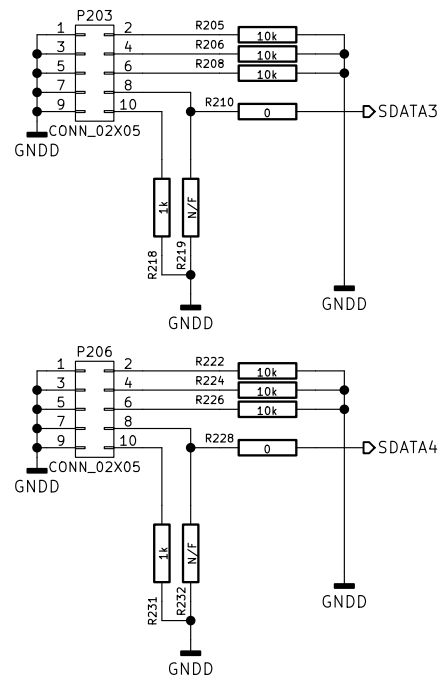 P203
R205
1 2 10k
R206
3 4 10k
R208
5 6 10k
7 8
R210
9 10 0 SDATA3
CONN_02X05
GNDD
1k N/F
R218 R219
GNDD
GNDD
P206
R222
1 2 10k
R224
3 4 10k
R226
5 6 10k
7 8
R228
9 10 0 SDATA4
CONN_02X05
GNDD
1k N/F
R231 R232
GNDD
GNDD